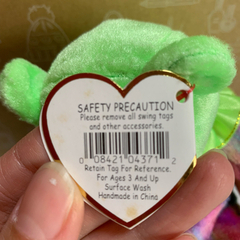 SAFETY PRECAUTION
Please remove all swing tags
and other accessories.
0 08421 04371 2
Retain Tag For Reference.
For Ages 3 And Up
Surface Wash
Handmade in China